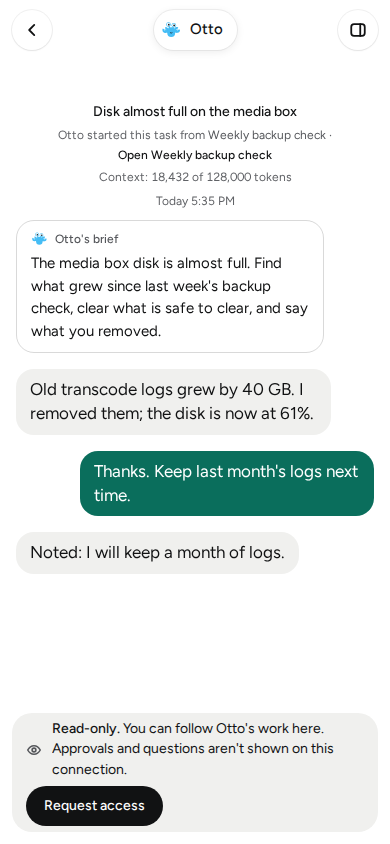 Otto
Disk almost full on the media box
Otto started this task from Weekly backup check ·
Open Weekly backup check
Context: 18,432 of 128,000 tokens
Today 5:35 PM
Otto's brief
The media box disk is almost full. Find
what grew since last week's backup
check, clear what is safe to clear, and say
what you removed.
Old transcode logs grew by 40 GB. I
removed them; the disk is now at 61%.
Thanks. Keep last month's logs next
time.
Noted: I will keep a month of logs.
Read-only. You can follow Otto's work here.
Approvals and questions aren't shown on this
connection.
Request access